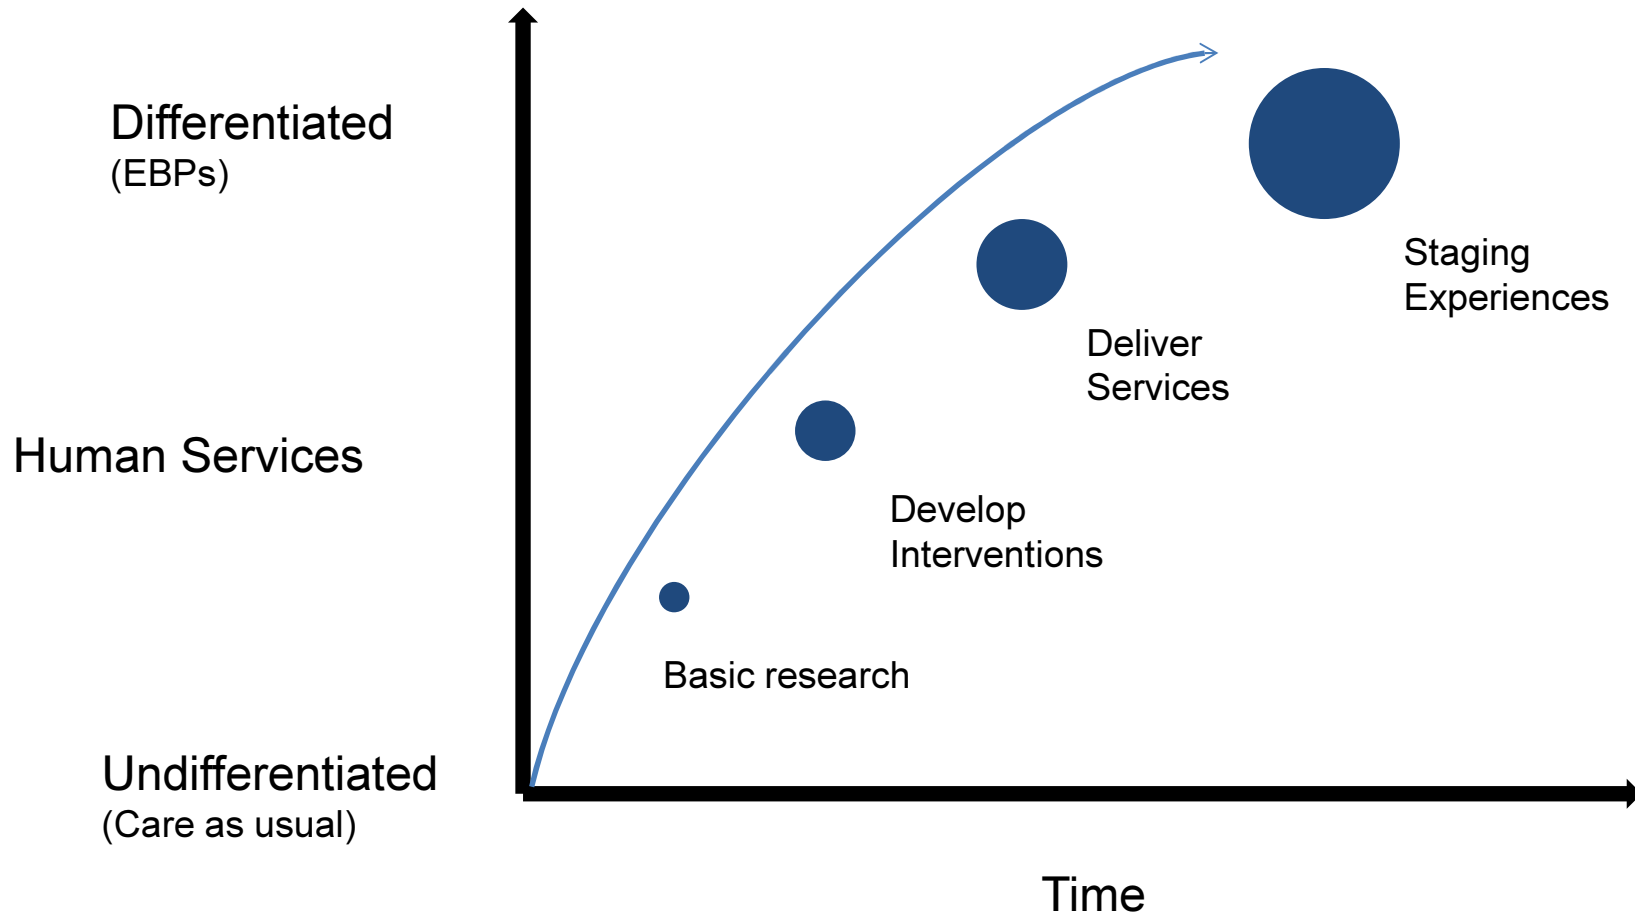 Differentiated
(EBPs)
Staging
Experiences
Deliver
Services
Human Services
Develop
Interventions
Basic research
Undifferentiated
(Care as usual)
Time